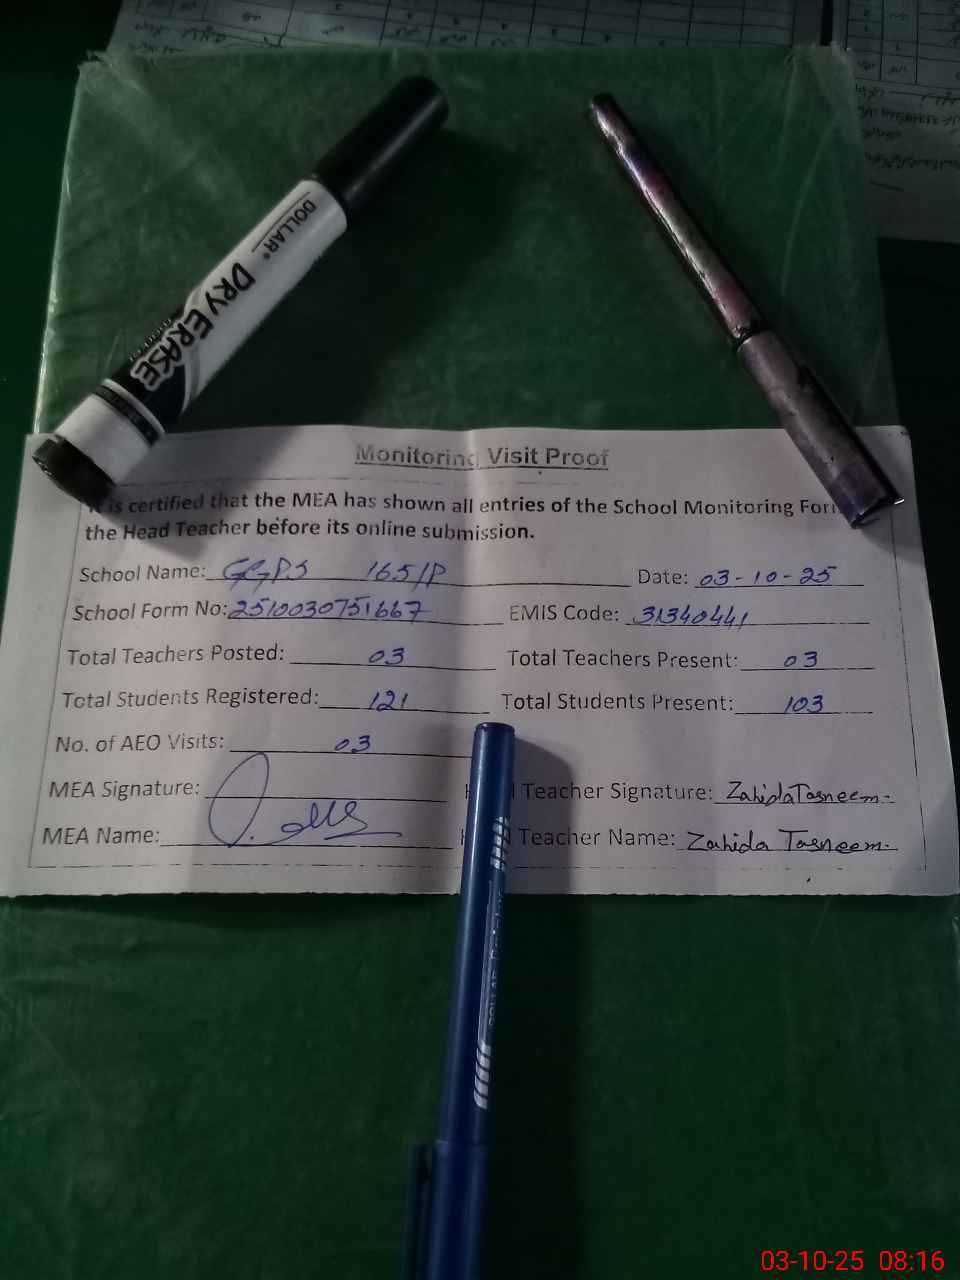 DOLLAR®
DRY ERASE
Monitoring Visit Proof
is certified that the MEA has shown all entries of the School Monitoring Form
the Head Teacher before its online submission.
School Name: GGPS 165/P Date: 03-10-25
School Form No: 2510030751667 EMIS Code: 31340441
Total Teachers Posted: 03 Total Teachers Present: 03
Total Students Registered: 121 Total Students Present: 103
No. of AEO Visits: 03
MEA Signature: Teacher Signature: Zahida Tasneem.
MEA Name: Teacher Name: Zahida Tasneem.
DOLLAR
03-10-25 08:16